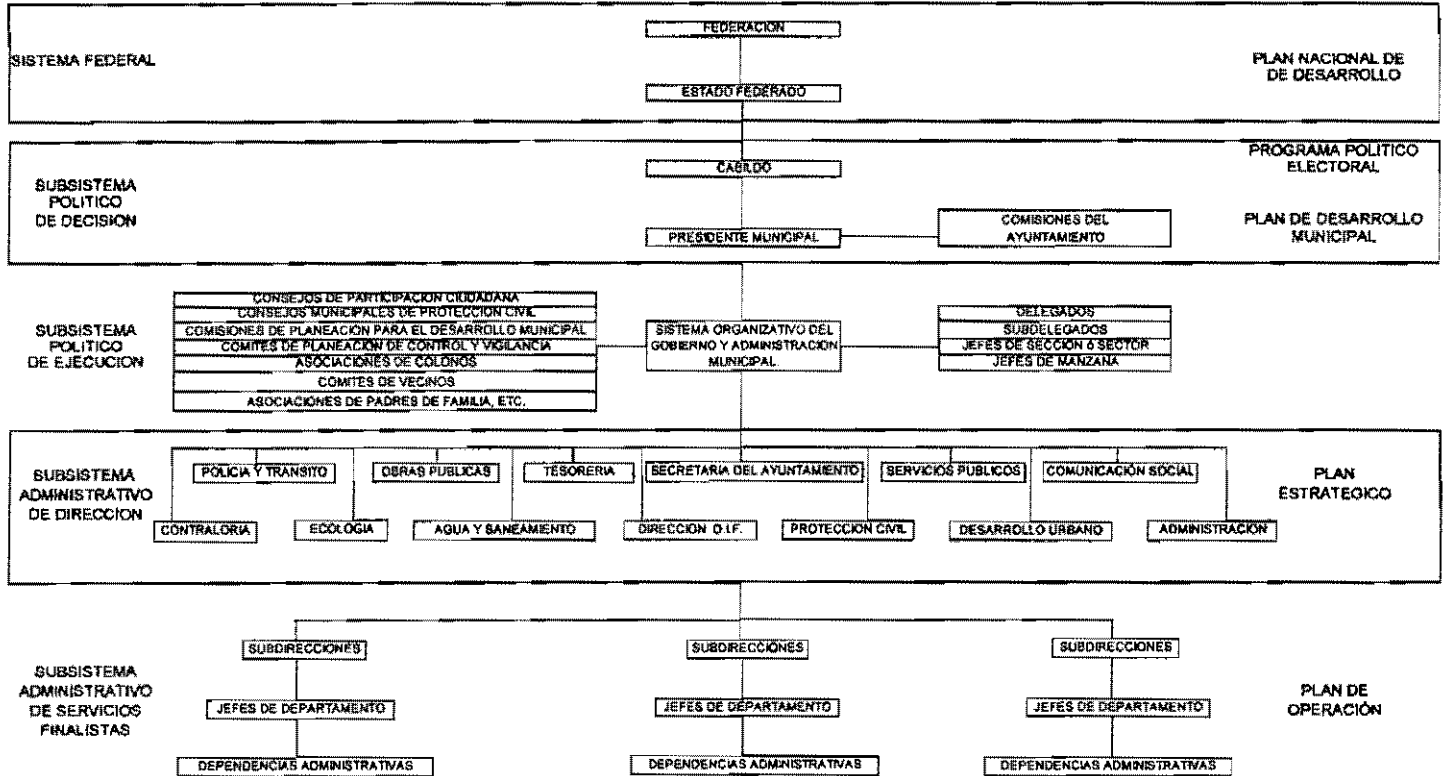 FEDERACION
SISTEMA FEDERAL
PLAN NACIONAL DE
DE DESARROLLO
ESTADO FEDERADO
PROGRAMA POLITICO
ELECTORAL
CABILDO
SUBSISTEMA
POLITICO
DE DECISIÓN
COMISIONES DEL
AYUNTAMIENTO
PLAN DE DESARROLLO
MUNICIPAL
PRESIDENTE MUNICIPAL
CONSEJOS DE PARTICIPACION CIUDADANA
CONSEJOS MUNICIPALES DE PROTECCION CIVIL
COMISIONES DE PLANEACIÓN PARA EL DESARROLLO MUNICIPAL
COMITES DE PLANEACION DE CONTROL Y VIGILANCIA
ASOCIACIONES DE COLONOS
COMITES DE VECINOS
ASOCIACIONES DE PADRES DE FAMILIA, ETC.
SUBSISTEMA
POLITICO
DE EJECUCION
SISTEMA ORGANIZATIVO DEL
GOBIERNO Y ADMINISTRACION
MUNICIPAL
DELEGADOS
SUBDELEGADOS
JEFES DE SECCION Ó SECTOR
JEFES DE MANZANA
SUBSISTEMA
ADMINISTRATIVO
DE DIRECCION
POLICIA Y TRANSITO
OBRAS PUBLICAS
TESORERIA
SECRETARIA DEL AYUNTAMIENTO
SERVICIOS PUBLICOS
COMUNICACIÓN SOCIAL
PLAN
ESTRATEGICO
CONTRALORIA
ECOLOGIA
AGUA Y SANEAMIENTO
DIRECCION D.I.F.
PROTECCION CIVIL
DESARROLLO URBANO
ADMINISTRACION
SUBDIRECCIONES
SUBDIRECCIONES
SUBDIRECCIONES
SUBSISTEMA
ADMINISTRATIVO
DE SERVICIOS
FINALISTAS
JEFES DE DEPARTAMENTO
JEFES DE DEPARTAMENTO
JEFES DE DEPARTAMENTO
PLAN DE
OPERACIÓN
DEPENDENCIAS ADMINISTRATIVAS
DEPENDENCIAS ADMINISTRATIVAS
DEPENDENCIAS ADMINISTRATIVAS